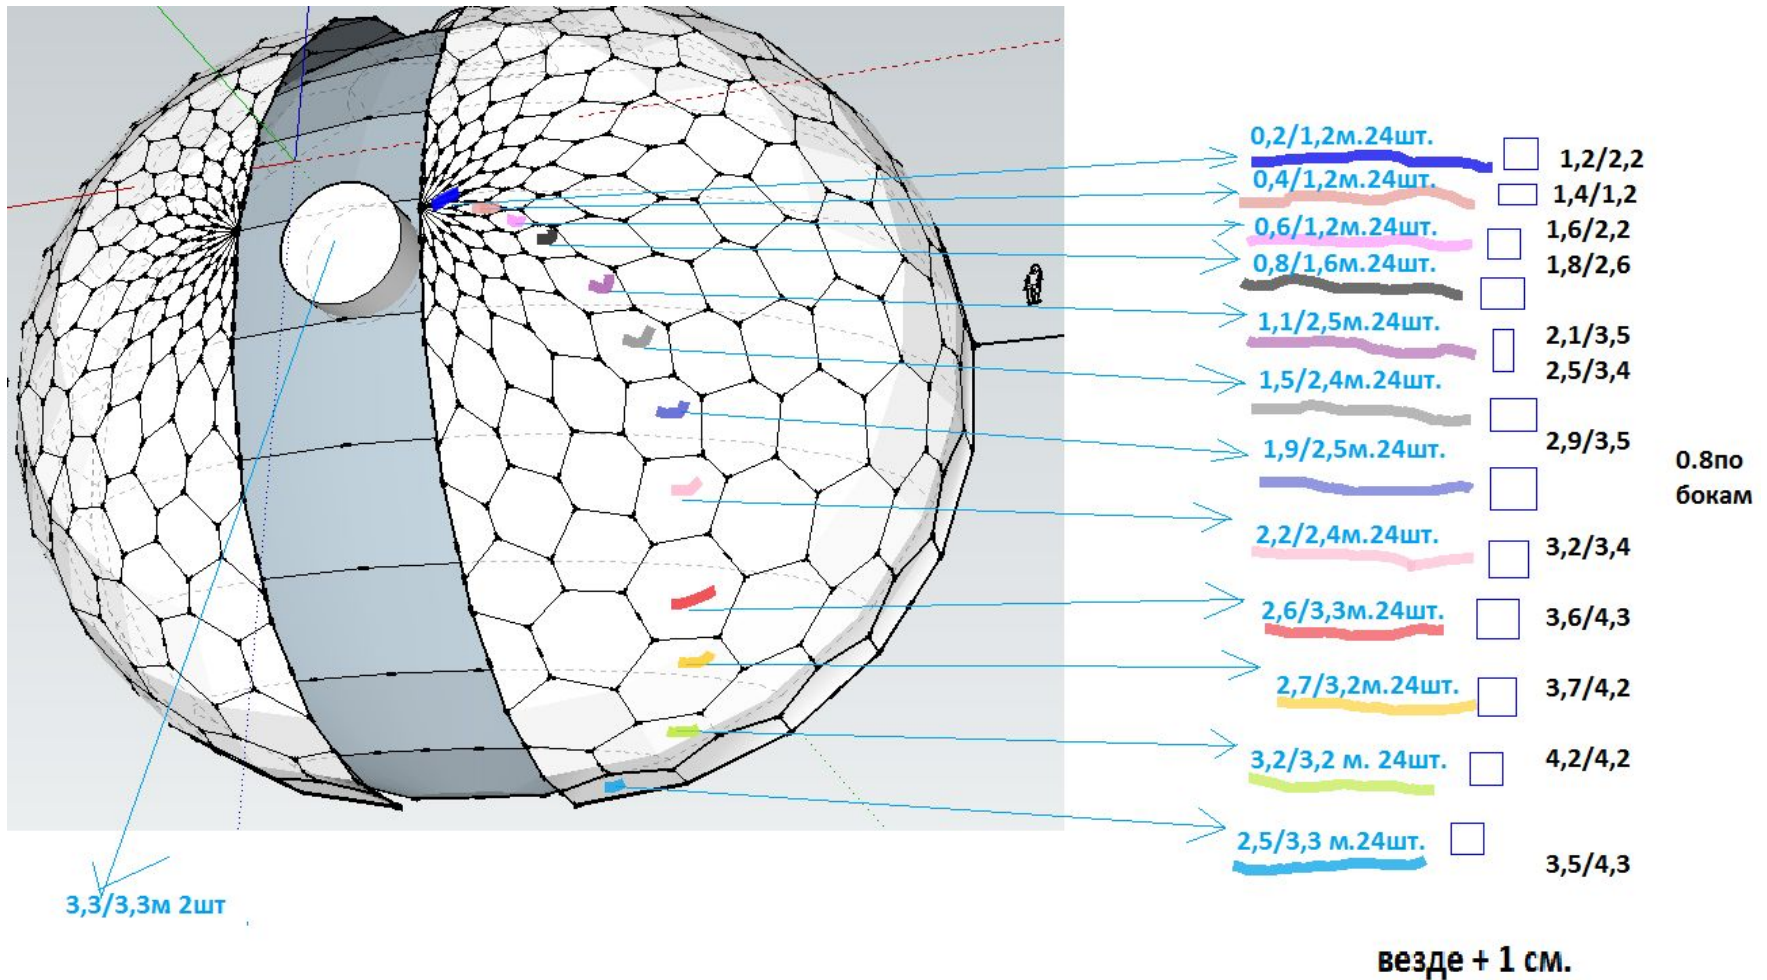 0,2/1,2м.24шт.
1,2/2,2
0,4/1,2м.24шт.
1,4/1,2
0,6/1,2м.24шт.
1,6/2,2
0,8/1,6м.24шт.
1,8/2,6
1,1/2,5м.24шт.
2,1/3,5
1,5/2,4м.24шт.
2,5/3,4
1,9/2,5м.24шт.
2,9/3,5
0.8по
бокам
2,2/2,4м.24шт.
3,2/3,4
2,6/3,3м.24шт.
3,6/4,3
2,7/3,2м.24шт.
3,7/4,2
3,2/3,2 м. 24шт.
4,2/4,2
2,5/3,3 м.24шт.
3,5/4,3
3,3/3,3м 2шт
везде + 1 см.